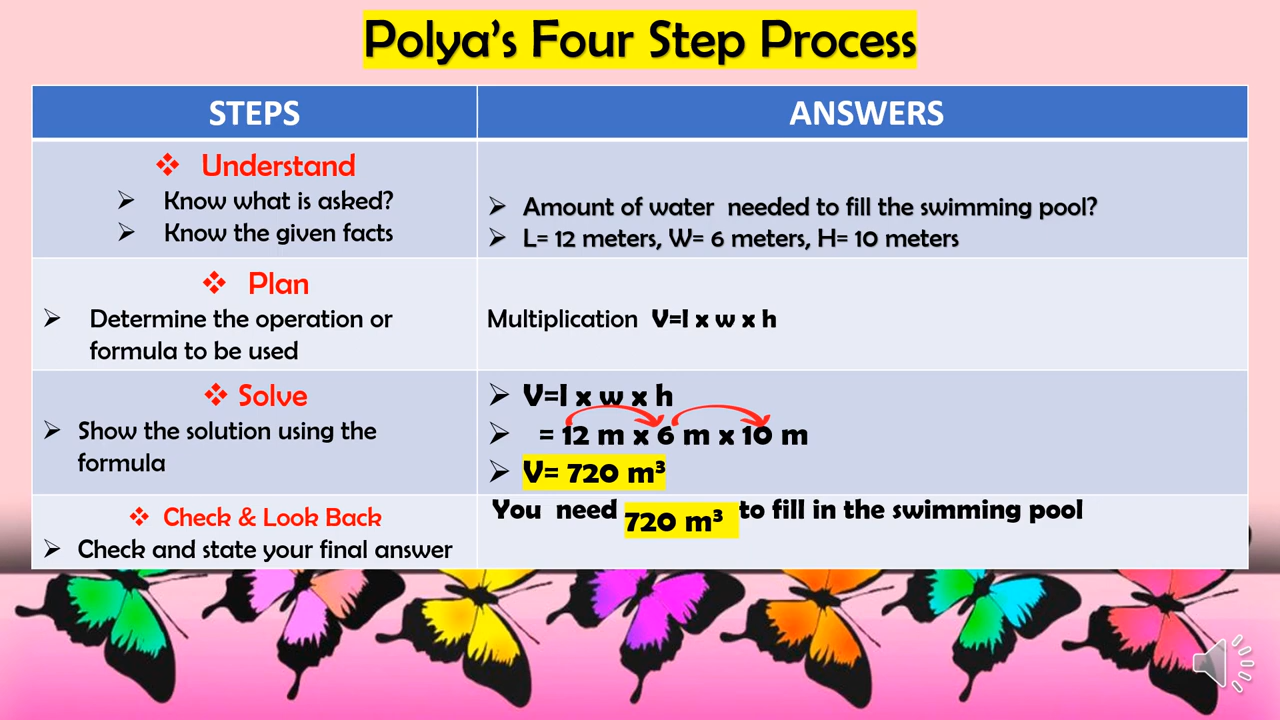 Polya's Four Step Process
STEPS
ANSWERS
❖ Understand
➢ Know what is asked?
➢ Know the given facts
➢ Amount of water needed to fill the swimming pool?
➢ L= 12 meters, W= 6 meters, H= 10 meters
❖ Plan
➢ Determine the operation or
formula to be used
Multiplication V=l x w x h
❖ Solve
➢ Show the solution using the
formula
➢ V=l x w x h
➢ = 12 m x 6 m x 10 m
➢ V= 720 m³
❖ Check & Look Back
➢ Check and state your final answer
You need 720 m³ to fill in the swimming pool